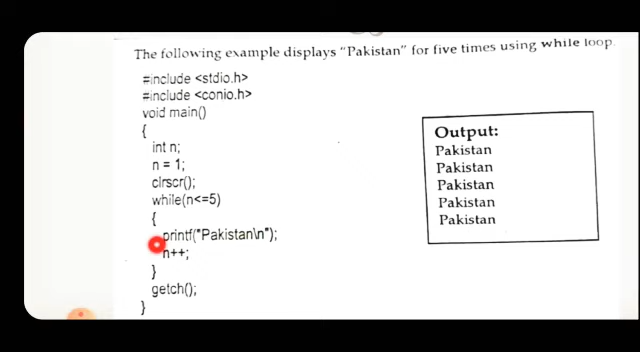 The following example displays "Pakistan" for five times using while loop.
#include <stdio.h>
#include <conio.h>
void main()
{
int n;
n = 1;
clrscr();
while(n<=5)
{
printf("Pakistan\n");
n++;
}
getch();
}
Output:
Pakistan
Pakistan
Pakistan
Pakistan
Pakistan